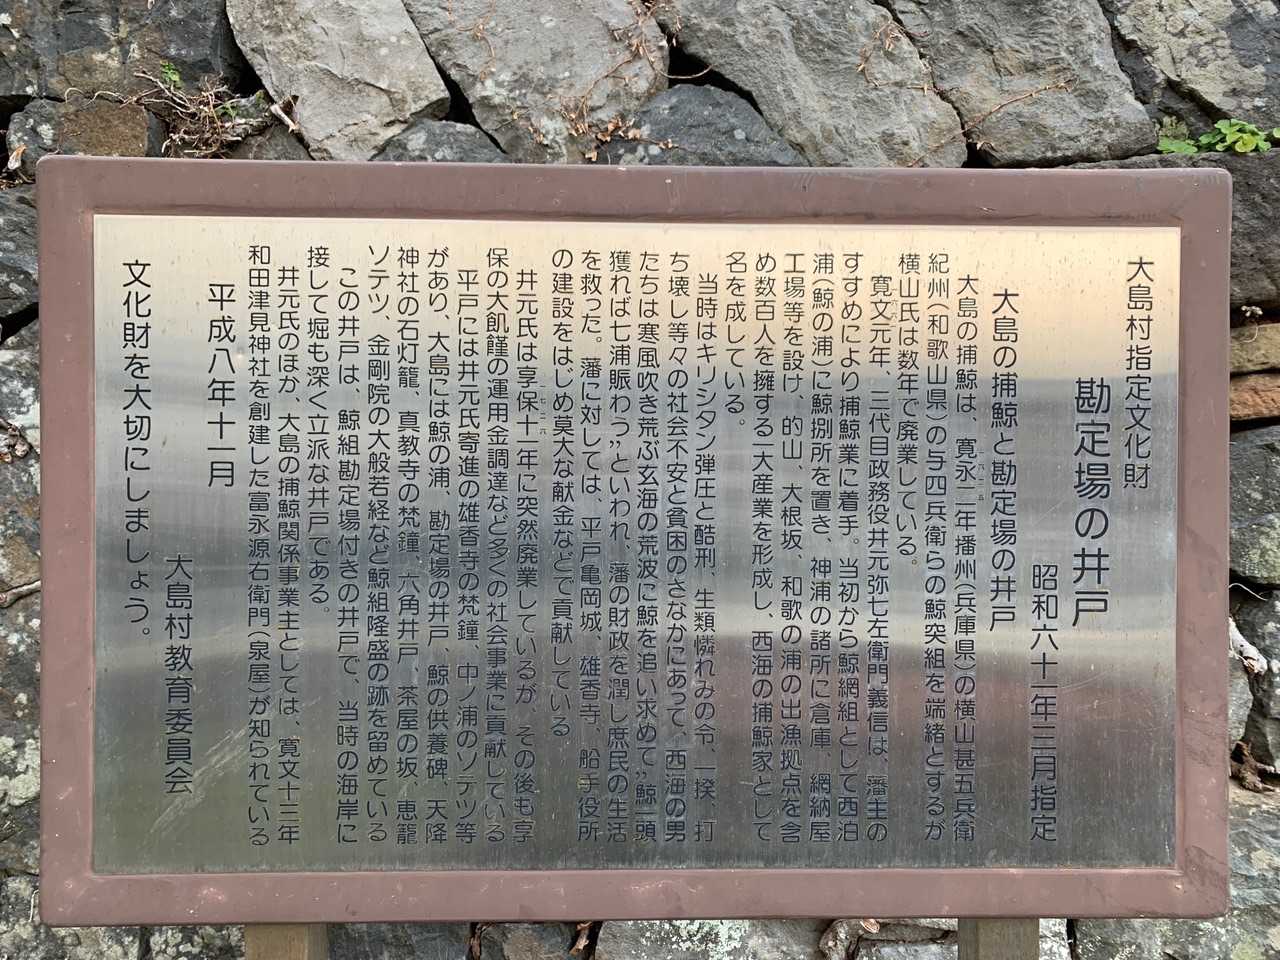 大島村指定文化財
勘定場の井戸
昭和六十一年三月指定
大島の捕鯨と勘定場の井戸
大島の捕鯨は、寛永二年播州(兵庫県)の横山甚五兵衛
一六二五
紀州(和歌山県)の与四兵衛らの鯨突組を端緒とするが
横山氏は数年で廃業している。
寛文元年、三代目政務役井元弥七左衛門義信は、藩主の
すすめにより捕鯨業に着手。当初から鯨網組として西泊
浦(鯨の浦)に鯨捌所を置き、神浦の諸所に倉庫、網納屋
工場等を設け、的山、大根坂、和歌の浦の出漁拠点を含
め数百人を擁する一大産業を形成し、西海の捕鯨家として
名を成している。
当時はキリシタン弾圧と酷刑、生類憐れみの令、一揆、打
ち壊し等々の社会不安と貧困のさなかにあって、西海の男
たちは寒風吹き荒ぶ玄海の荒波に鯨を追い求めて〝鯨一頭
獲れば七浦賑わう〟といわれ、藩の財政を潤し庶民の生活
を救った。藩に対しては、平戸亀岡城、雄香寺、船手役所
の建設をはじめ莫大な献金などで貢献している
井元氏は享保十一年に突然廃業しているが、その後も享
一七二六
保の大飢饉の運用金調達など多くの社会事業に貢献している
平戸には井元氏寄進の雄香寺の梵鐘、中ノ浦のソテツ等
があり、大島には鯨の浦、勘定場の井戸、鯨の供養碑、天降
神社の石灯籠、真教寺の梵鐘、六角井戸、茶屋の坂、恵龍
ソテツ、金剛院の大般若経など鯨組隆盛の跡を留めている
この井戸は、鯨組勘定場付きの井戸で、当時の海岸に
接して堀も深く立派な井戸である。
井元氏のほか、大島の捕鯨関係事業主としては、寛文十三年
和田津見神社を創建した富永源右衛門(泉屋)が知られている
平成八年十一月
大島村教育委員会
文化財を大切にしましょう。